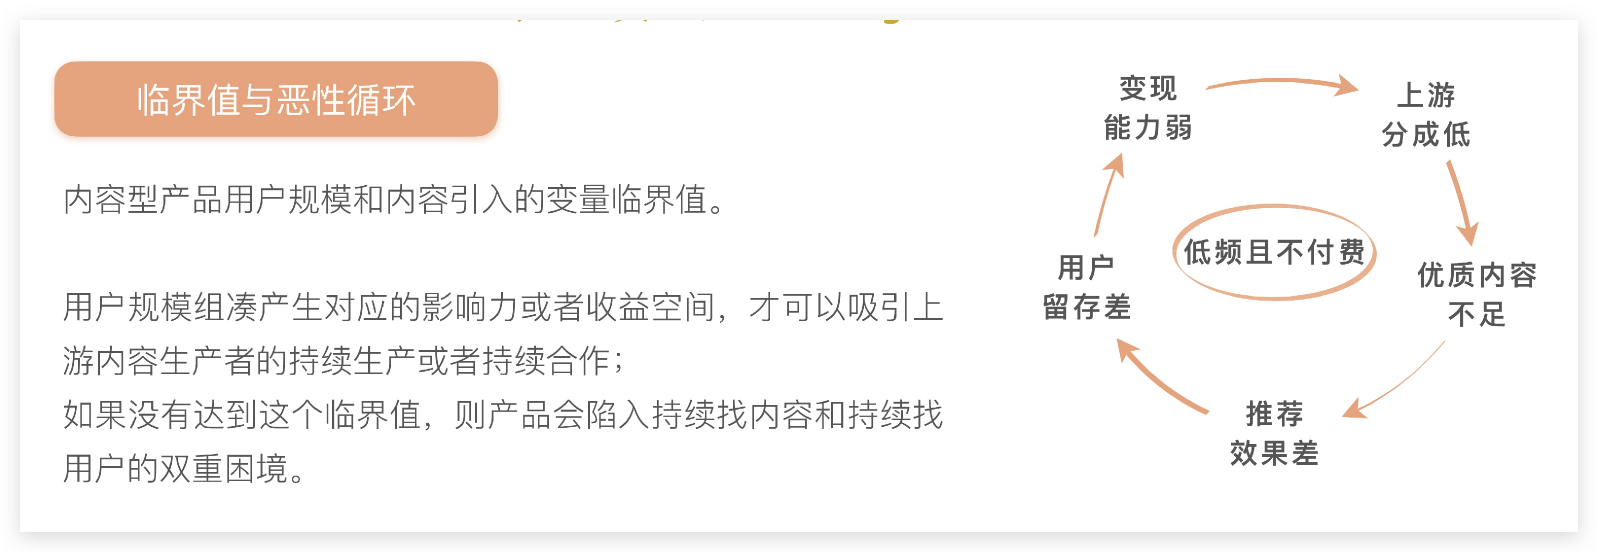 临界值与恶性循环
内容型产品用户规模和内容引入的变量临界值。
用户规模组凑产生对应的影响力或者收益空间，才可以吸引上
游内容生产者的持续生产或者持续合作；
如果没有达到这个临界值，则产品会陷入持续找内容和持续找
用户的双重困境。
变现
能力弱
上游
分成低
优质内容
不足
推荐
效果差
用户
留存差
低频且不付费